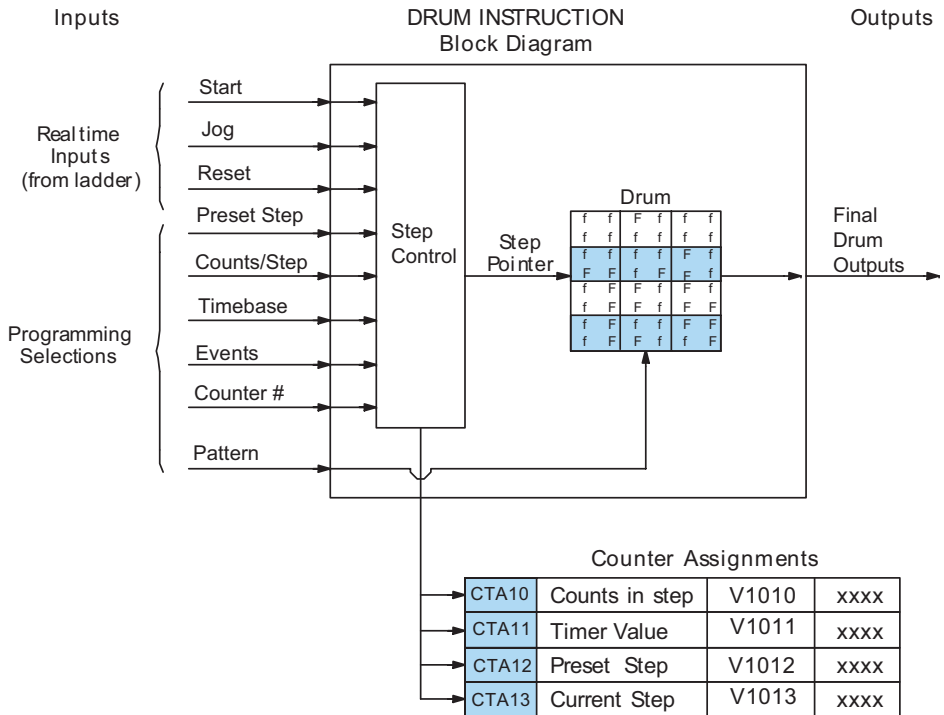 Inputs
DRUM INSTRUCTION
Block Diagram
Outputs
Real time
Inputs
(from ladder)
Start
Jog
Reset
Programming
Selections
Preset Step
Counts/Step
Timebase
Events
Counter #
Pattern
Step
Control
Step
Pointer
Drum
f f F f f f
f f f f f f
f f f f F f
F F f f F f
f F F f F F
f F F f F F
f F f f F F
f F F f f F
Final
Drum
Outputs
Counter Assignments
CTA10 Counts in step V1010 xxxx
CTA11 Timer Value V1011 xxxx
CTA12 Preset Step V1012 xxxx
CTA13 Current Step V1013 xxxx